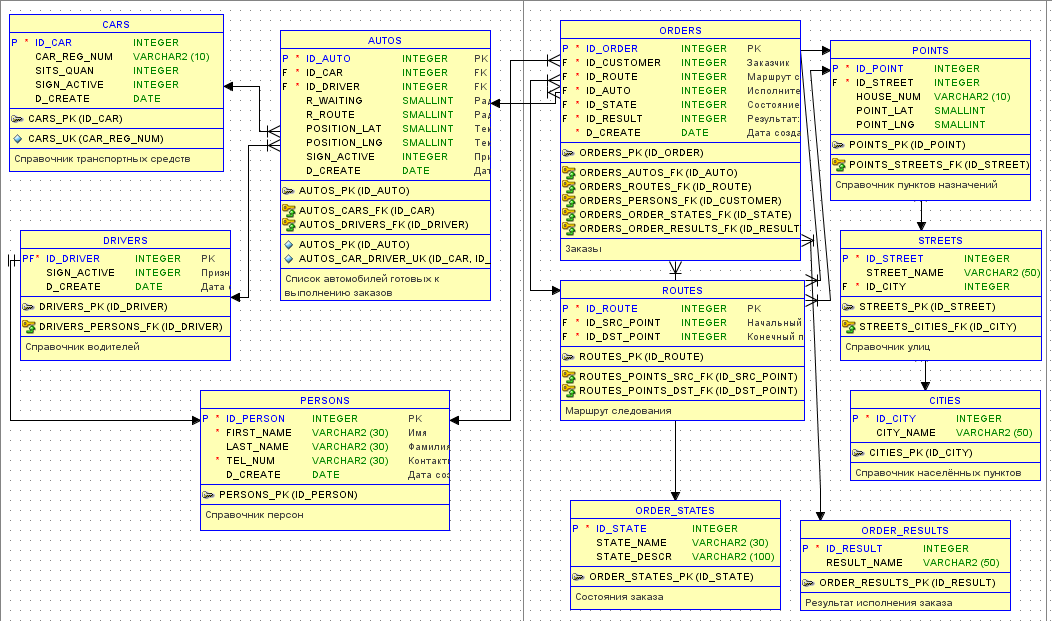 CARS
P * ID_CAR INTEGER
CAR_REG_NUM VARCHAR2 (10)
SITS_QUAN INTEGER
SIGN_ACTIVE INTEGER
D_CREATE DATE
CARS_PK (ID_CAR)
CARS_UK (CAR_REG_NUM)
Справочник транспортных средств
AUTOS
P * ID_AUTO INTEGER PK
F * ID_CAR INTEGER FK
F * ID_DRIVER INTEGER FK
R_WAITING SMALLINT Рад
R_ROUTE SMALLINT Рад
POSITION_LAT SMALLINT Тек
POSITION_LNG SMALLINT Тек
SIGN_ACTIVE INTEGER При
D_CREATE DATE Дат
AUTOS_PK (ID_AUTO)
AUTOS_CARS_FK (ID_CAR)
AUTOS_DRIVERS_FK (ID_DRIVER)
AUTOS_PK (ID_AUTO)
AUTOS_CAR_DRIVER_UK (ID_CAR, ID_
Список автомобилей готовых к
выполнению заказов
DRIVERS
PF* ID_DRIVER INTEGER PK
SIGN_ACTIVE INTEGER Призн
D_CREATE DATE Дата
DRIVERS_PK (ID_DRIVER)
DRIVERS_PERSONS_FK (ID_DRIVER)
Справочник водителей
PERSONS
P * ID_PERSON INTEGER PK
* FIRST_NAME VARCHAR2 (30) Имя
LAST_NAME VARCHAR2 (30) Фамили
* TEL_NUM VARCHAR2 (30) Контакт
D_CREATE DATE Дата соз
PERSONS_PK (ID_PERSON)
Справочник персон
ORDERS
P * ID_ORDER INTEGER PK
F * ID_CUSTOMER INTEGER Заказчик
F * ID_ROUTE INTEGER Маршрут с
F * ID_AUTO INTEGER Исполните
F * ID_STATE INTEGER Состояние
F * ID_RESULT INTEGER Результат
* D_CREATE DATE Дата созда
ORDERS_PK (ID_ORDER)
ORDERS_AUTOS_FK (ID_AUTO)
ORDERS_ROUTES_FK (ID_ROUTE)
ORDERS_PERSONS_FK (ID_CUSTOMER)
ORDERS_ORDER_STATES_FK (ID_STATE)
ORDERS_ORDER_RESULTS_FK (ID_RESULT
Заказы
ROUTES
P * ID_ROUTE INTEGER PK
F * ID_SRC_POINT INTEGER Начальный
F * ID_DST_POINT INTEGER Конечный п
ROUTES_PK (ID_ROUTE)
ROUTES_POINTS_SRC_FK (ID_SRC_POINT)
ROUTES_POINTS_DST_FK (ID_DST_POINT)
Маршрут следования
ORDER_STATES
P * ID_STATE INTEGER
STATE_NAME VARCHAR2 (30)
STATE_DESCR VARCHAR2 (100)
ORDER_STATES_PK (ID_STATE)
Состояния заказа
POINTS
P * ID_POINT INTEGER
F * ID_STREET INTEGER
HOUSE_NUM VARCHAR2 (10)
POINT_LAT SMALLINT
POINT_LNG SMALLINT
POINTS_PK (ID_POINT)
POINTS_STREETS_FK (ID_STREET)
Справочник пунктов назначений
STREETS
P * ID_STREET INTEGER
STREET_NAME VARCHAR2 (50)
F * ID_CITY INTEGER
STREETS_PK (ID_STREET)
STREETS_CITIES_FK (ID_CITY)
Справочник улиц
CITIES
P * ID_CITY INTEGER
CITY_NAME VARCHAR2 (50)
CITIES_PK (ID_CITY)
Справочник населённых пунктов
ORDER_RESULTS
P * ID_RESULT INTEGER
RESULT_NAME VARCHAR2 (50)
ORDER_RESULTS_PK (ID_RESULT)
Результат исполнения заказа